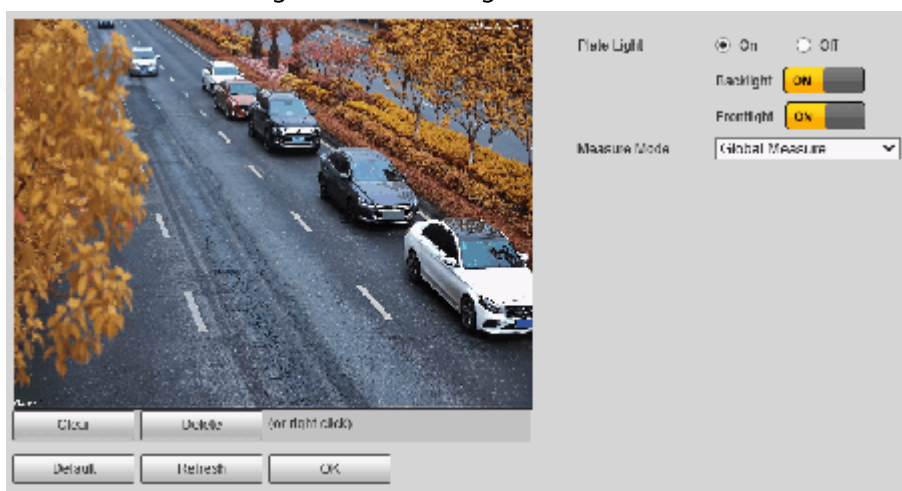 Plate Light On Off
Backlight ON
Frontlight ON
Measure Mode Global Measure
Clear Delete (or right click)
Default Refresh OK